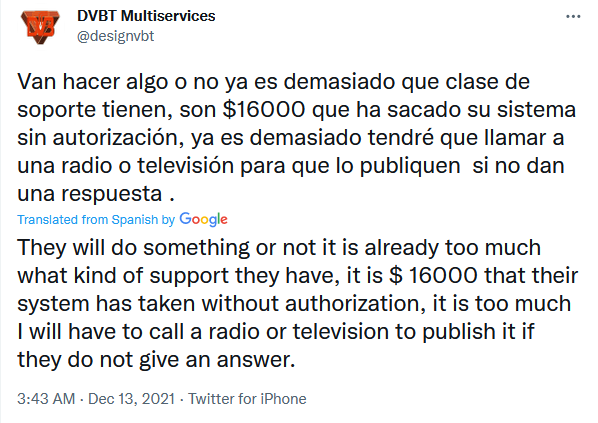 DVBT Multiservices
@designvbt
Van hacer algo o no ya es demasiado que clase de
soporte tienen, son $16000 que ha sacado su sistema
sin autorización, ya es demasiado tendré que llamar a
una radio o televisión para que lo publiquen si no dan
una respuesta .
Translated from Spanish by Google
They will do something or not it is already too much
what kind of support they have, it is $ 16000 that their
system has taken without authorization, it is too much
I will have to call a radio or television to publish it if
they do not give an answer.
3:43 AM · Dec 13, 2021 · Twitter for iPhone